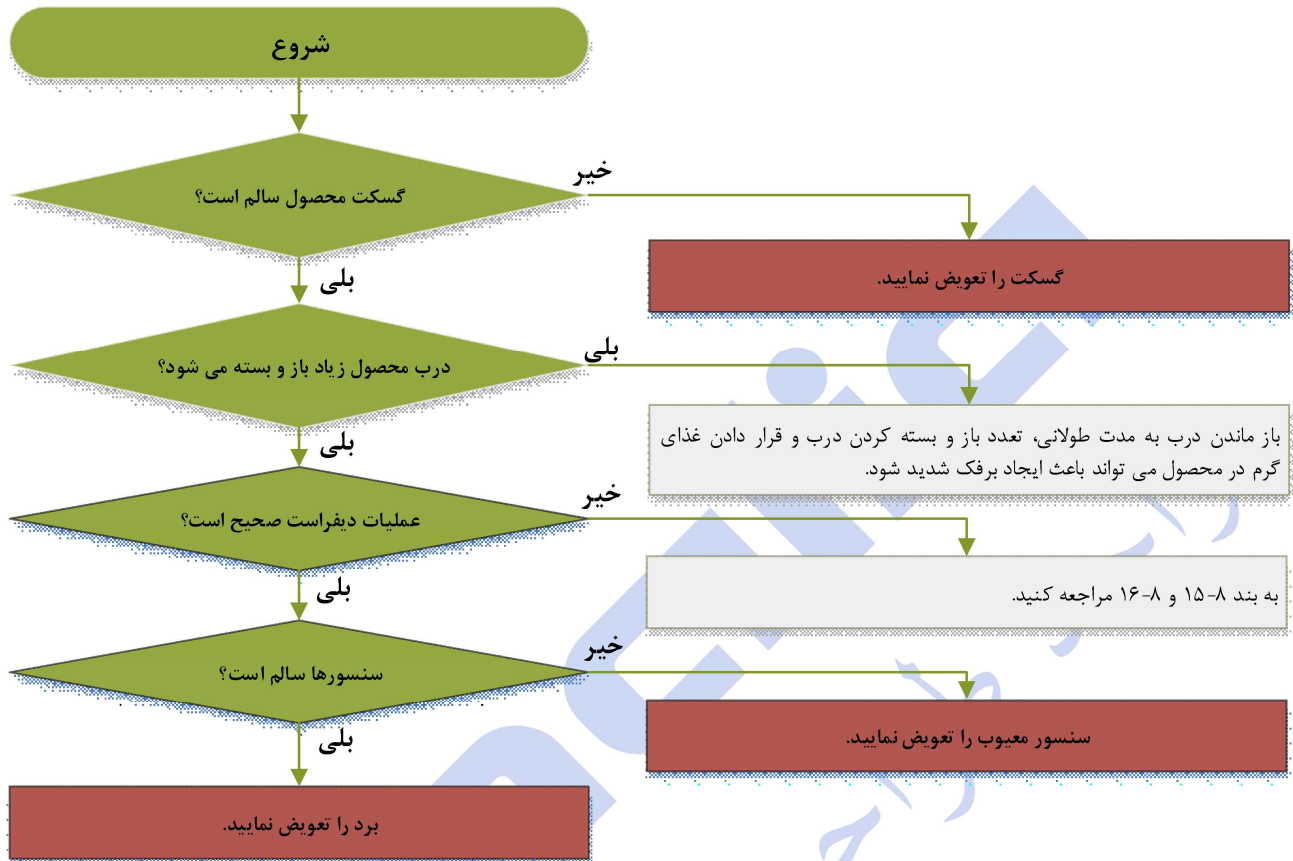 شروع
گسکت محصول سالم است؟
خیر
گسکت را تعویض نمایید.
بلی
درب محصول زیاد باز و بسته می شود؟
بلی
باز ماندن درب به مدت طولانی، تعدد باز و بسته کردن درب و قرار دادن غذای
گرم در محصول می تواند باعث ایجاد برفک شدید شود.
بلی
عملیات دیفراست صحیح است؟
خیر
به بند ۸-۱۵ و ۸-۱۶ مراجعه کنید.
بلی
سنسورها سالم است؟
خیر
سنسور معیوب را تعویض نمایید.
بلی
برد را تعویض نمایید.